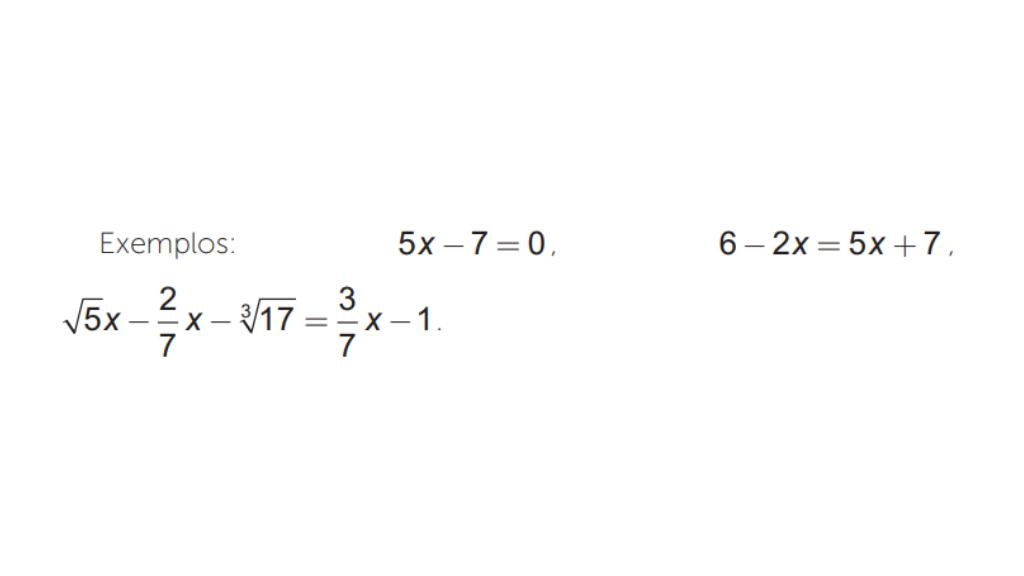 Exemplos: 5x – 7 = 0, 6 – 2x = 5x + 7,
√5x – 2/7 x – ∛17 = 3/7 x – 1.